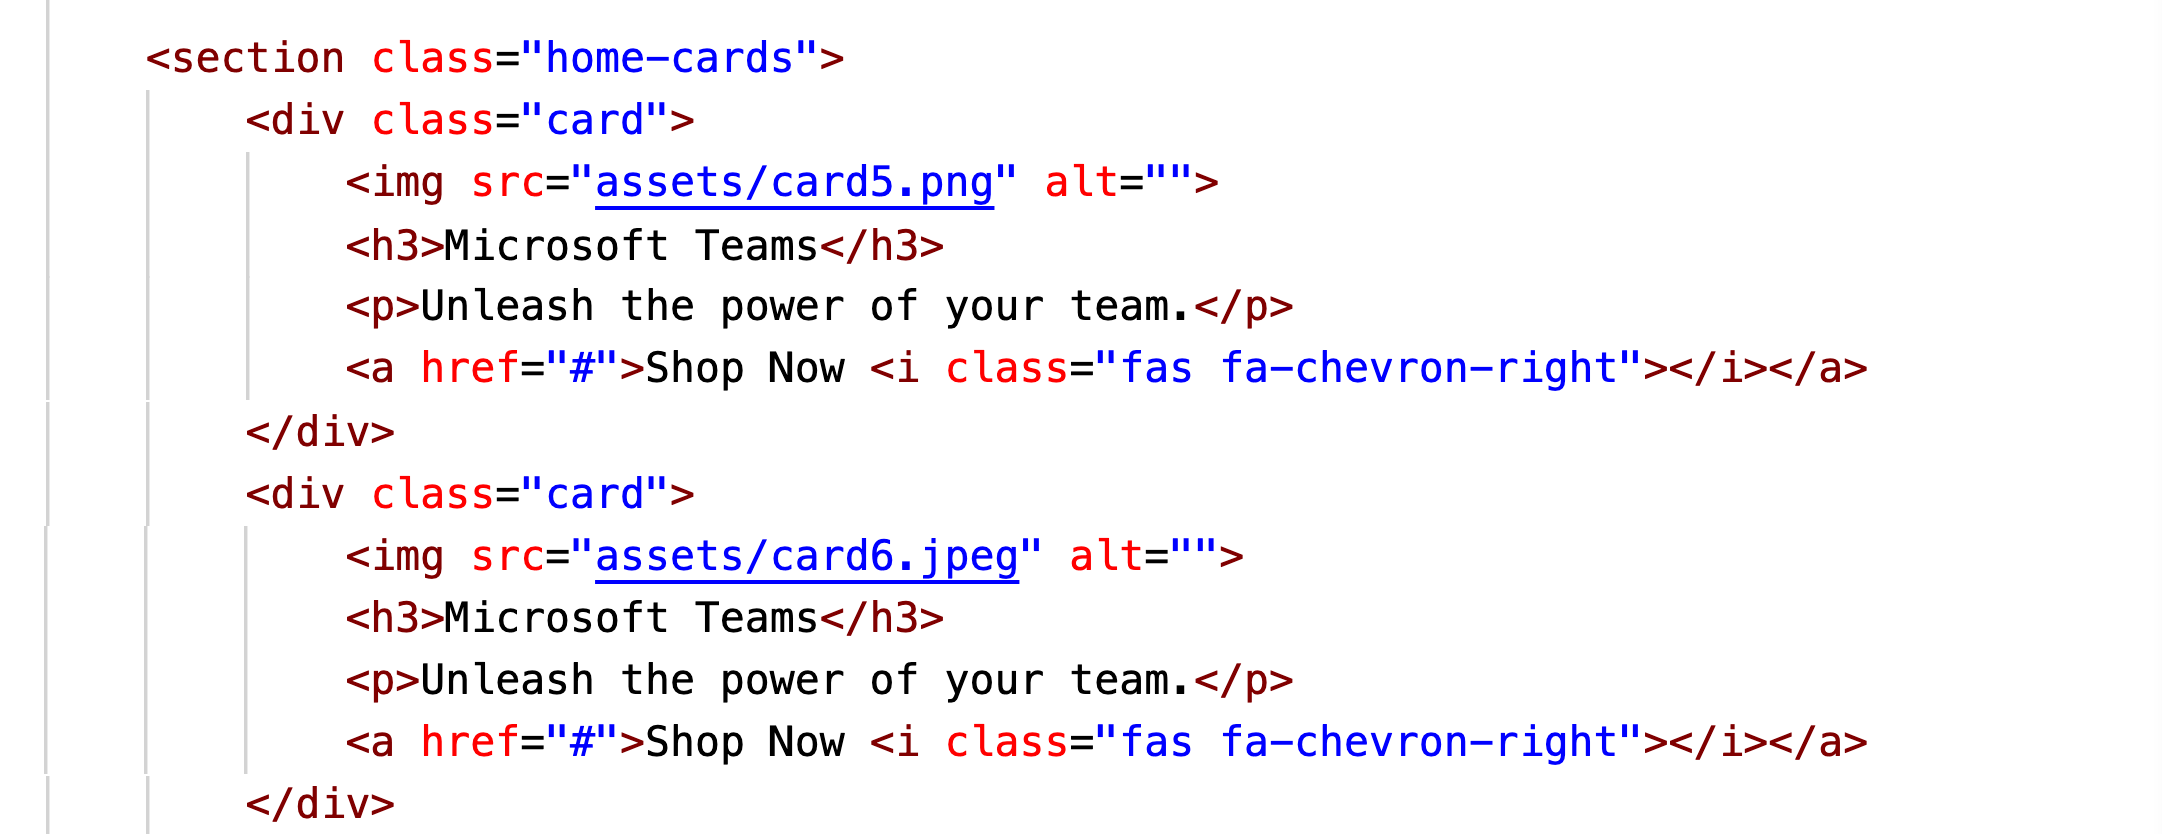 <section class="home-cards">
<div class="card">
<img src="assets/card5.png" alt="">
<h3>Microsoft Teams</h3>
<p>Unleash the power of your team.</p>
<a href="#">Shop Now <i class="fas fa-chevron-right"></i></a>
</div>
<div class="card">
<img src="assets/card6.jpeg" alt="">
<h3>Microsoft Teams</h3>
<p>Unleash the power of your team.</p>
<a href="#">Shop Now <i class="fas fa-chevron-right"></i></a>
</div>